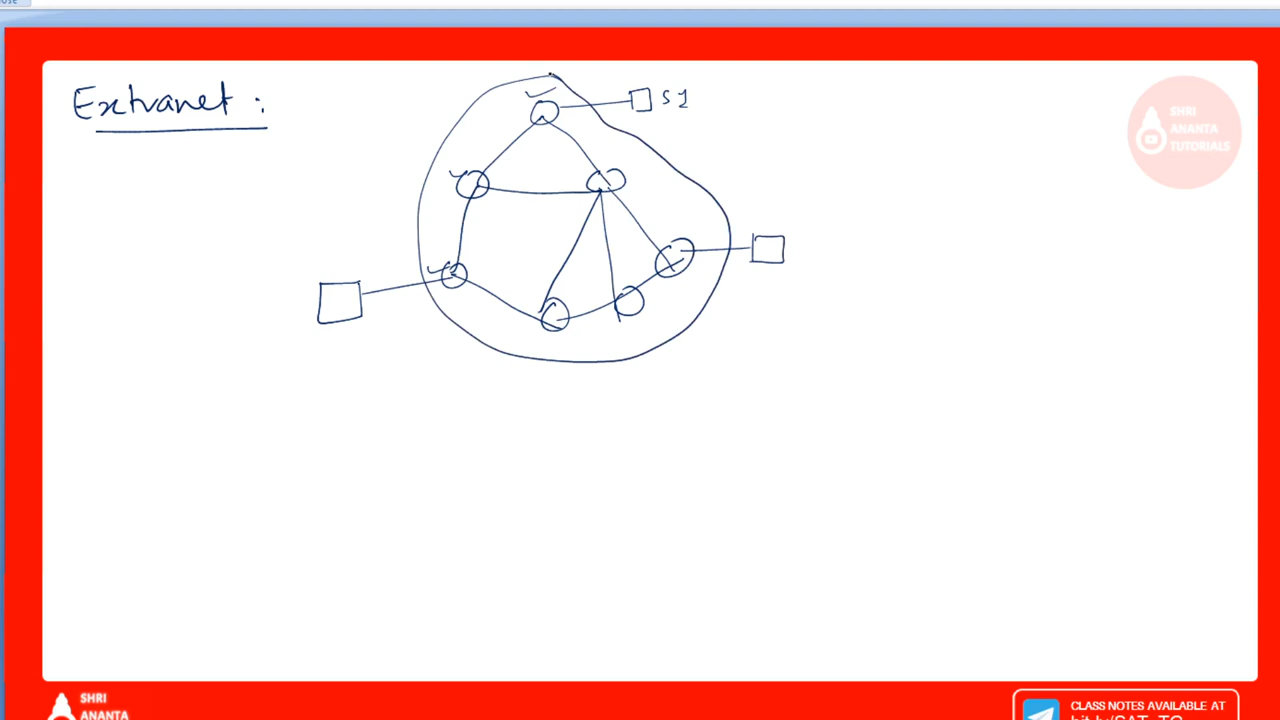 Extranet :
S1
SHRI
ANANTA
TUTORIALS
SHRI
ANANTA
CLASS NOTES AVAILABLE AT